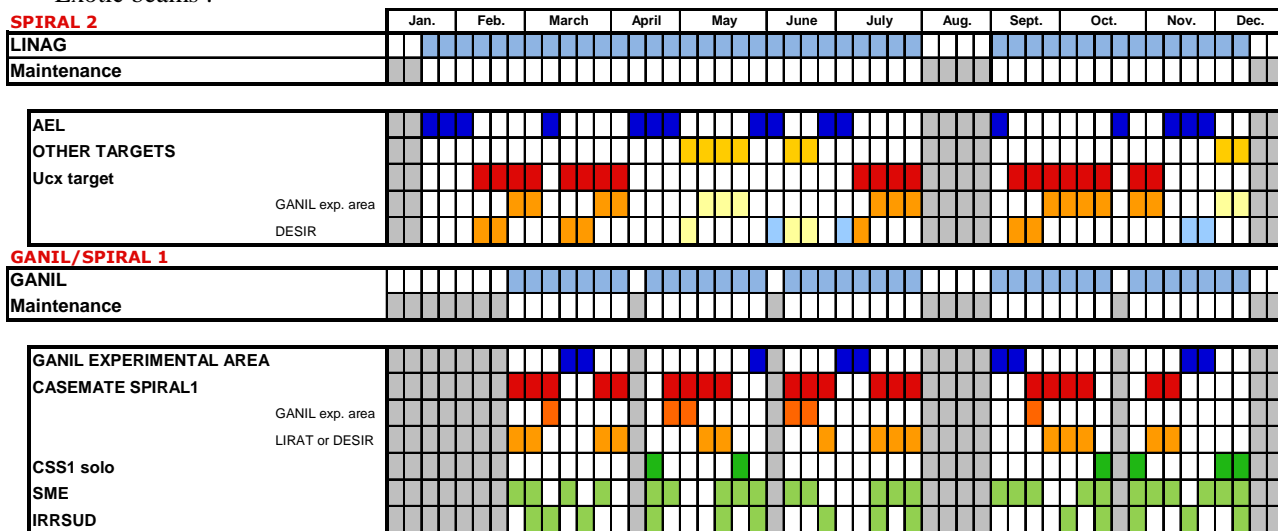 Exotic beams :
SPIRAL 2 Jan. Feb. March April May June July Aug. Sept. Oct. Nov. Dec.
LINAG
Maintenance
AEL
OTHER TARGETS
Ucx target
GANIL exp. area
DESIR
GANIL/SPIRAL 1
GANIL
Maintenance
GANIL EXPERIMENTAL AREA
CASEMATE SPIRAL1
GANIL exp. area
LIRAT or DESIR
CSS1 solo
SME
IRRSUD